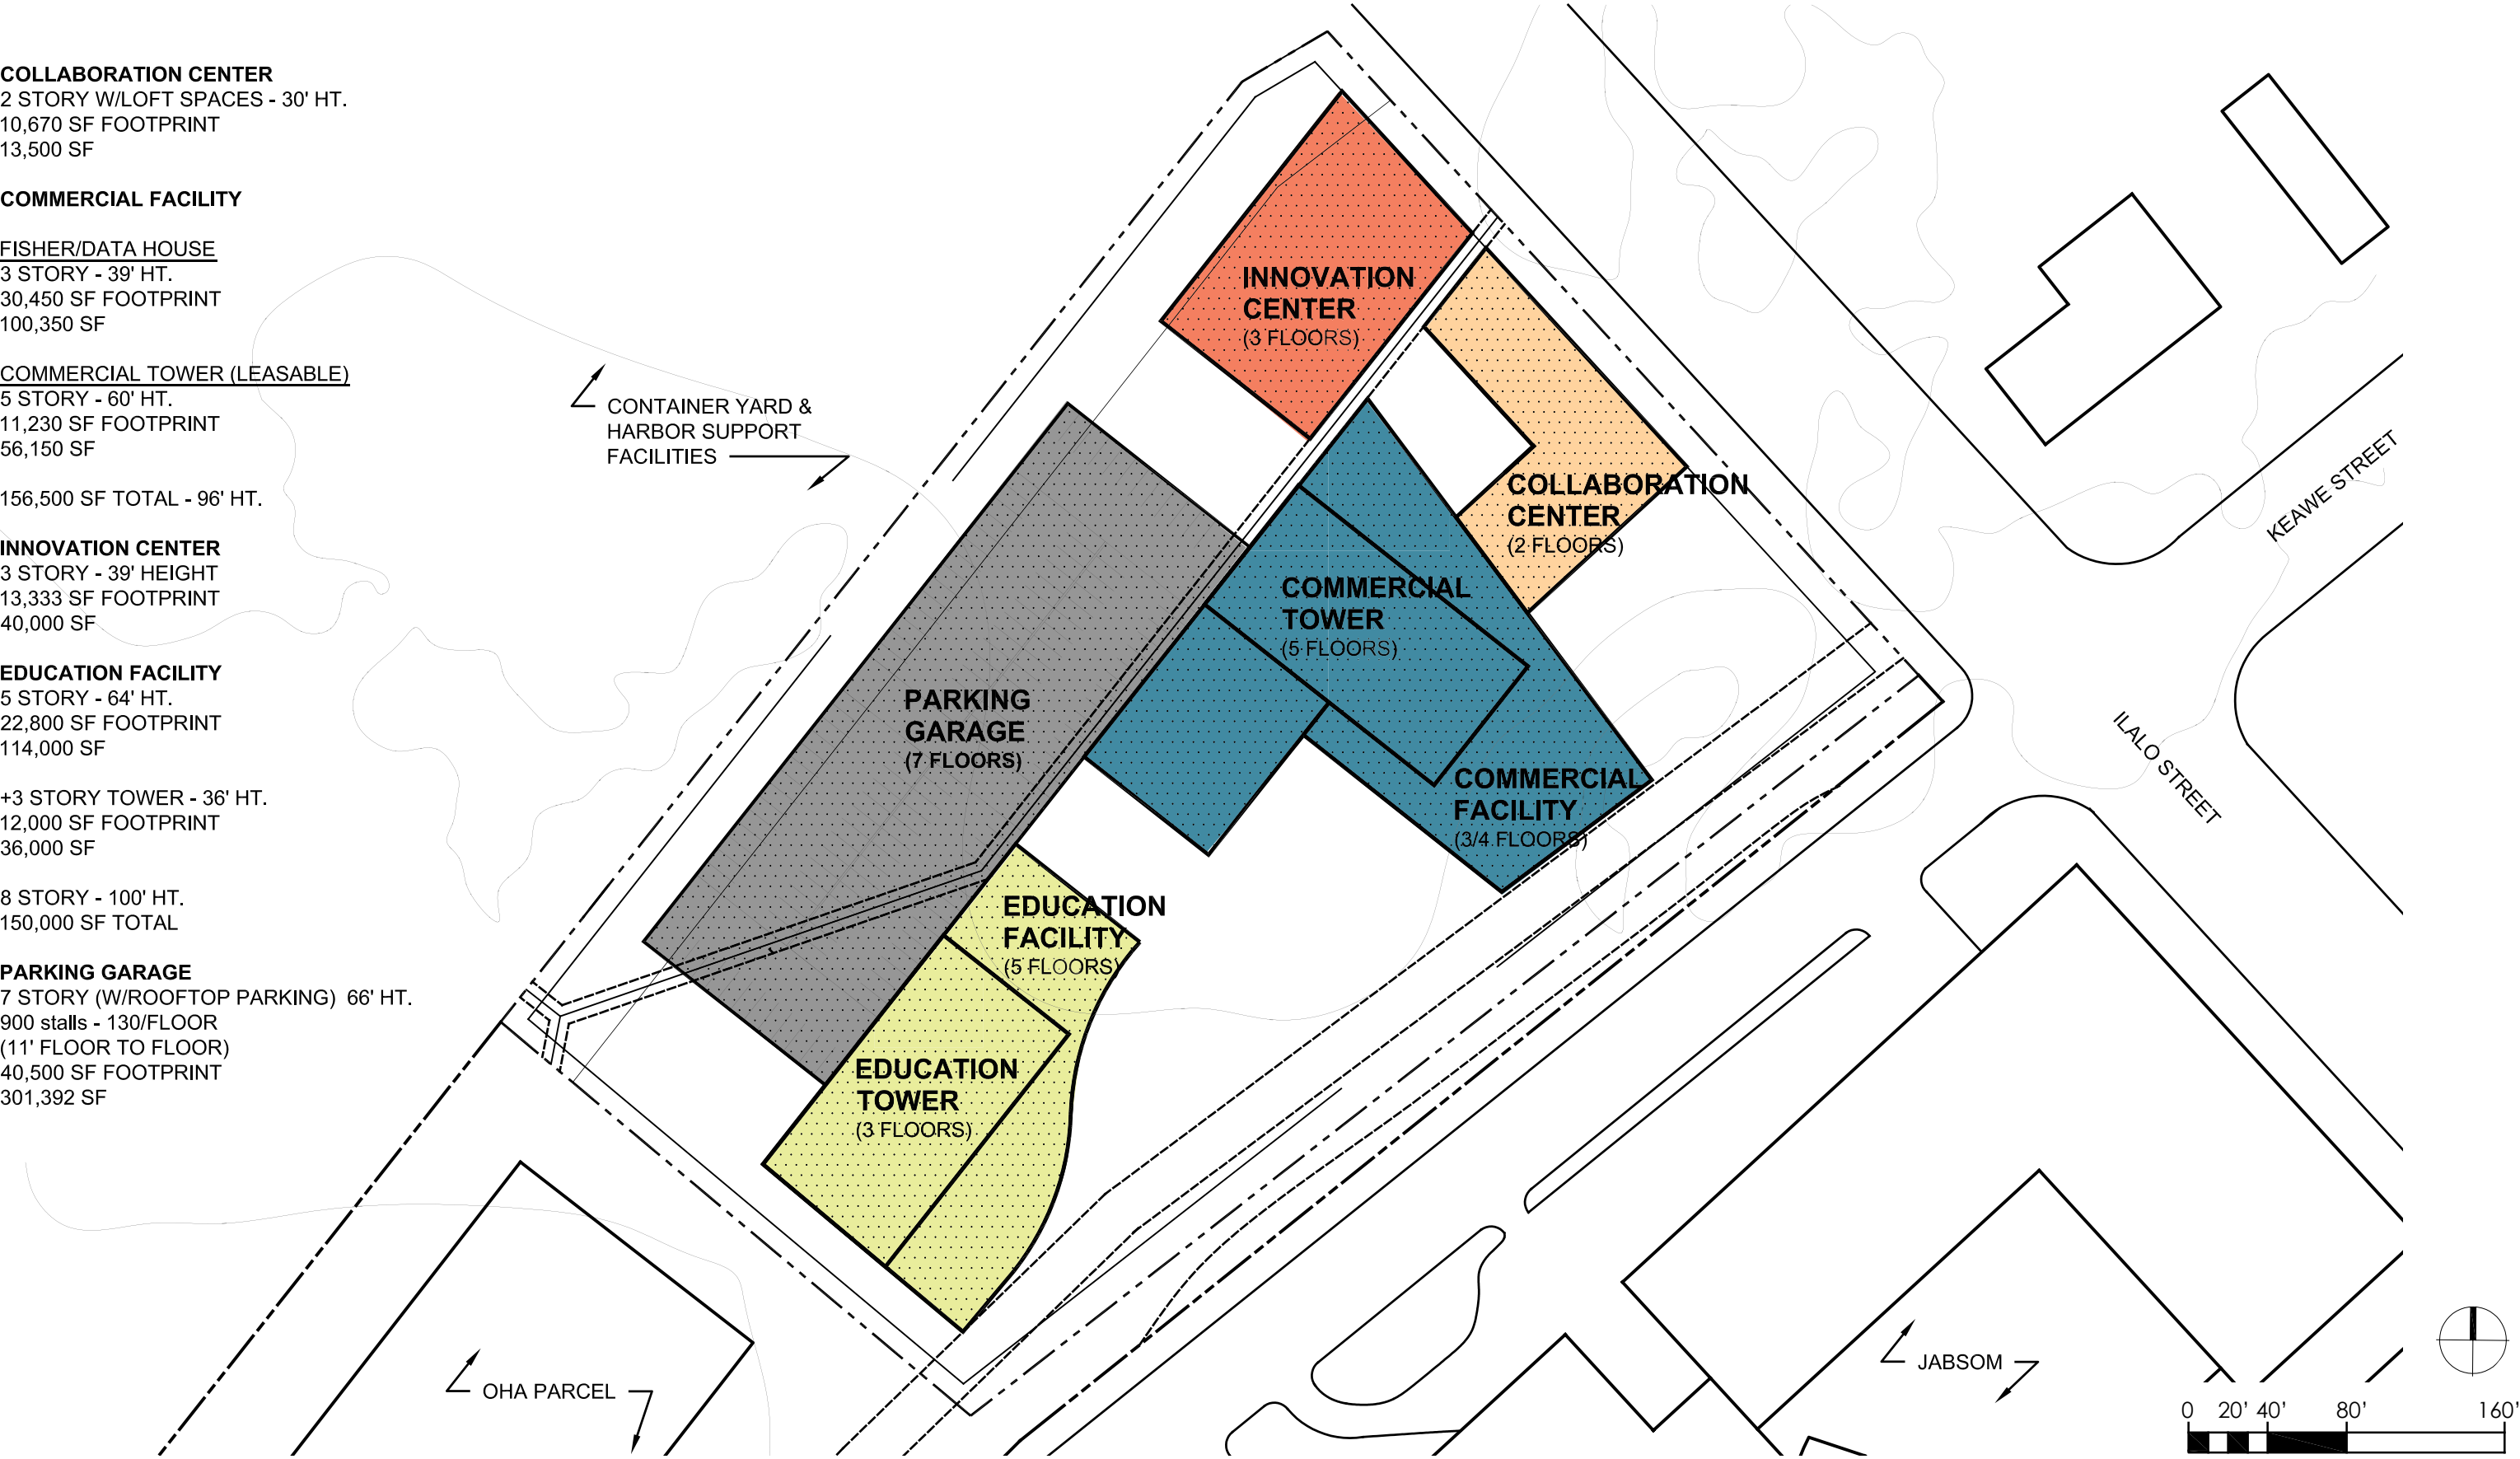 COLLABORATION CENTER
2 STORY W/LOFT SPACES - 30' HT.
10,670 SF FOOTPRINT
13,500 SF
COMMERCIAL FACILITY
FISHER/DATA HOUSE
3 STORY - 39' HT.
30,450 SF FOOTPRINT
100,350 SF
COMMERCIAL TOWER (LEASABLE)
5 STORY - 60' HT.
11,230 SF FOOTPRINT
56,150 SF
156,500 SF TOTAL - 96' HT.
INNOVATION CENTER
3 STORY - 39' HEIGHT
13,333 SF FOOTPRINT
40,000 SF
EDUCATION FACILITY
5 STORY - 64' HT.
22,800 SF FOOTPRINT
114,000 SF
+3 STORY TOWER - 36' HT.
12,000 SF FOOTPRINT
36,000 SF
8 STORY - 100' HT.
150,000 SF TOTAL
PARKING GARAGE
7 STORY (W/ROOFTOP PARKING) 66' HT.
900 stalls - 130/FLOOR
(11' FLOOR TO FLOOR)
40,500 SF FOOTPRINT
301,392 SF
CONTAINER YARD &
HARBOR SUPPORT
FACILITIES
INNOVATION
CENTER
(3 FLOORS)
COLLABORATION
CENTER
(2 FLOORS)
COMMERCIAL
TOWER
(5 FLOORS)
PARKING
GARAGE
(7 FLOORS)
COMMERCIAL
FACILITY
(3/4 FLOORS)
EDUCATION
FACILITY
(5 FLOORS)
EDUCATION
TOWER
(3 FLOORS)
KEAWE STREET
ILALO STREET
OHA PARCEL
JABSOM
0 20' 40' 80' 160'